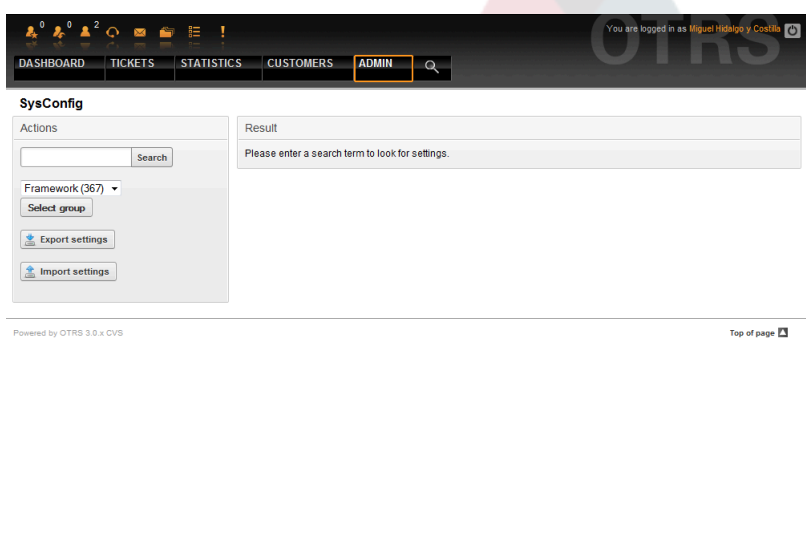 0 0 2
You are logged in as Miguel Hidalgo y Costilla
OTRS
DASHBOARD TICKETS STATISTICS CUSTOMERS ADMIN
SysConfig
Actions
Search
Framework (367)
Select group
Export settings
Import settings
Result
Please enter a search term to look for settings.
Powered by OTRS 3.0.x CVS
Top of page